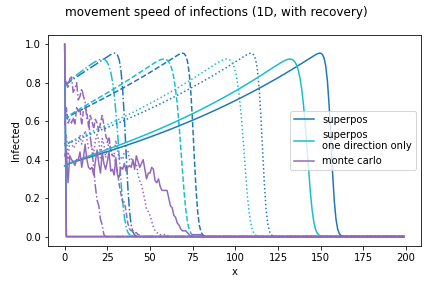 movement speed of infections (1D, with recovery)
1.0
0.8
0.6
0.4
0.2
0.0
Infected
superpos
superpos
one direction only
monte carlo
0 25 50 75 100 125 150 175 200
x